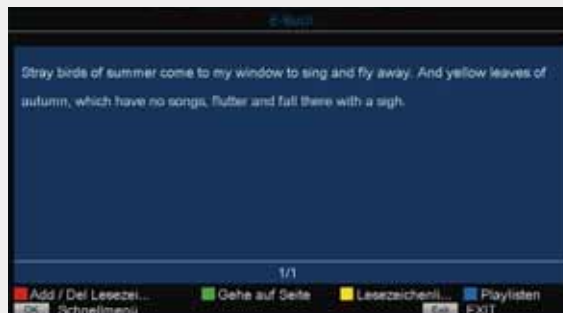 E-Buch
Stray birds of summer come to my window to sing and fly away. And yellow leaves of
autumn, which have no songs, flutter and fall there with a sigh.
1/1
Add / Del Lesezei... Gehe auf Seite Lesezeichenli... Playlisten
OK Schnellmenü Exit EXIT